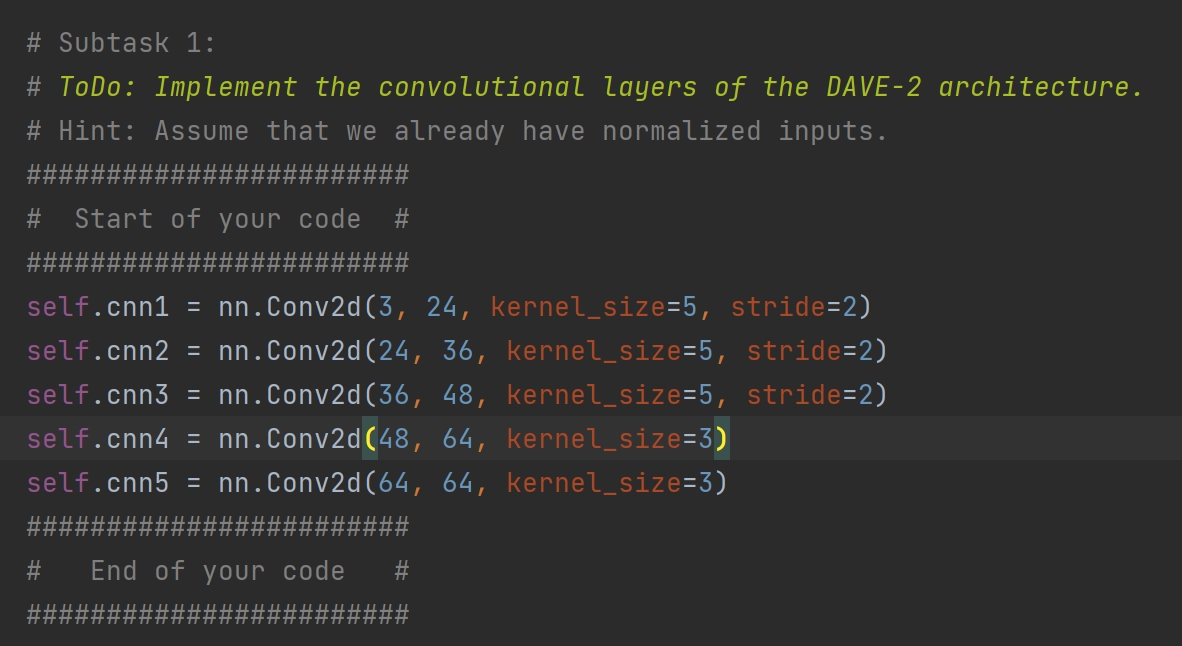 # Subtask 1:
# ToDo: Implement the convolutional layers of the DAVE-2 architecture.
# Hint: Assume that we already have normalized inputs.
########################
#  Start of your code  #
########################
self.cnn1 = nn.Conv2d(3, 24, kernel_size=5, stride=2)
self.cnn2 = nn.Conv2d(24, 36, kernel_size=5, stride=2)
self.cnn3 = nn.Conv2d(36, 48, kernel_size=5, stride=2)
self.cnn4 = nn.Conv2d(48, 64, kernel_size=3)
self.cnn5 = nn.Conv2d(64, 64, kernel_size=3)
########################
#   End of your code   #
########################